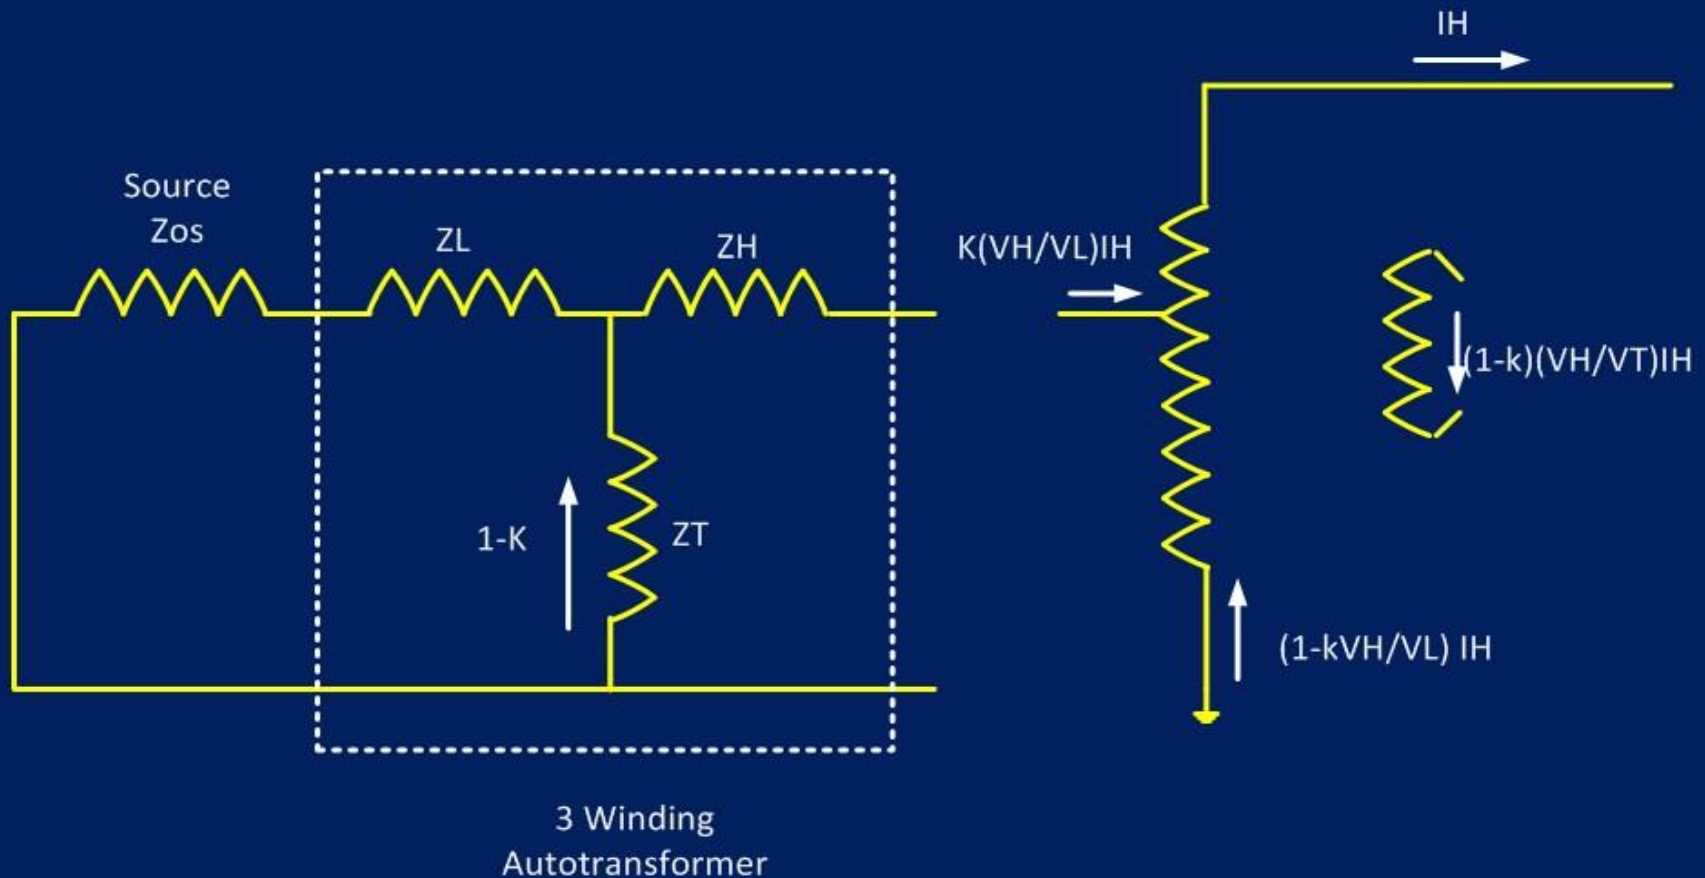 IH
Source
Zos
ZL
ZH
K(VH/VL)IH
(1-k)(VH/VT)IH
1-K
ZT
(1-kVH/VL) IH
3 Winding
Autotransformer